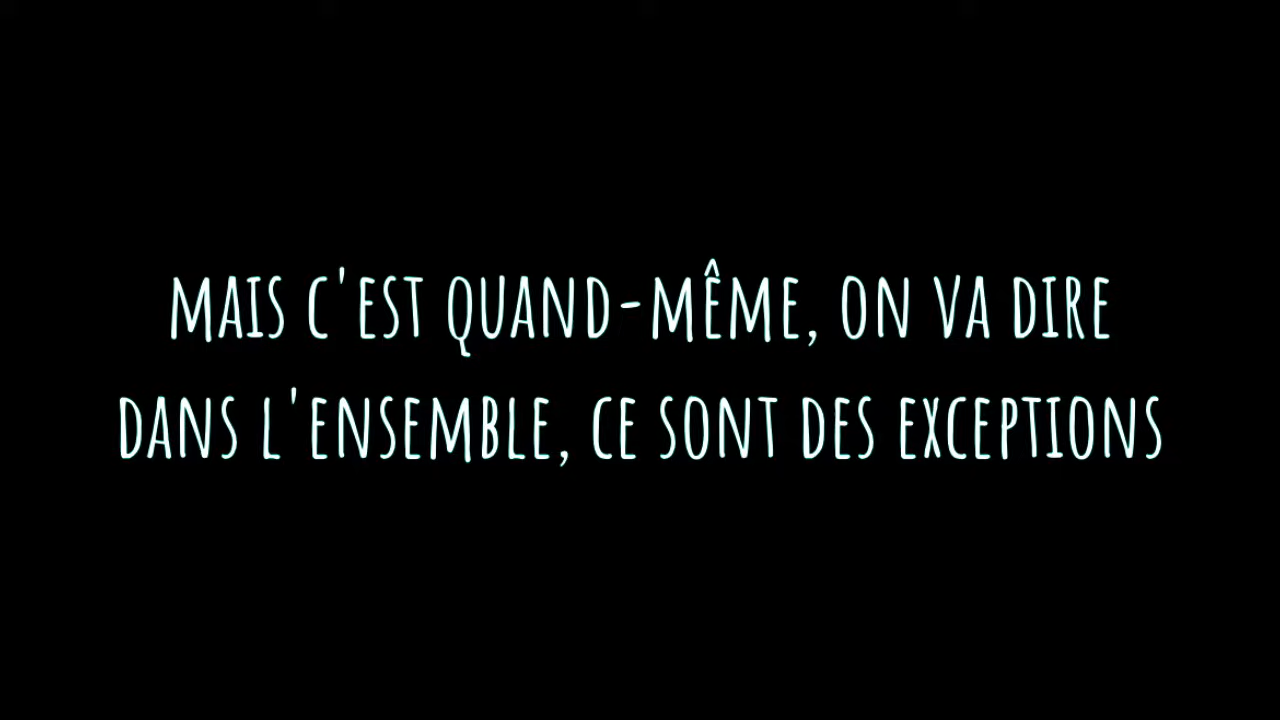 MAIS C'EST QUAND-MÊME, ON VA DIRE
DANS L'ENSEMBLE, CE SONT DES EXCEPTIONS